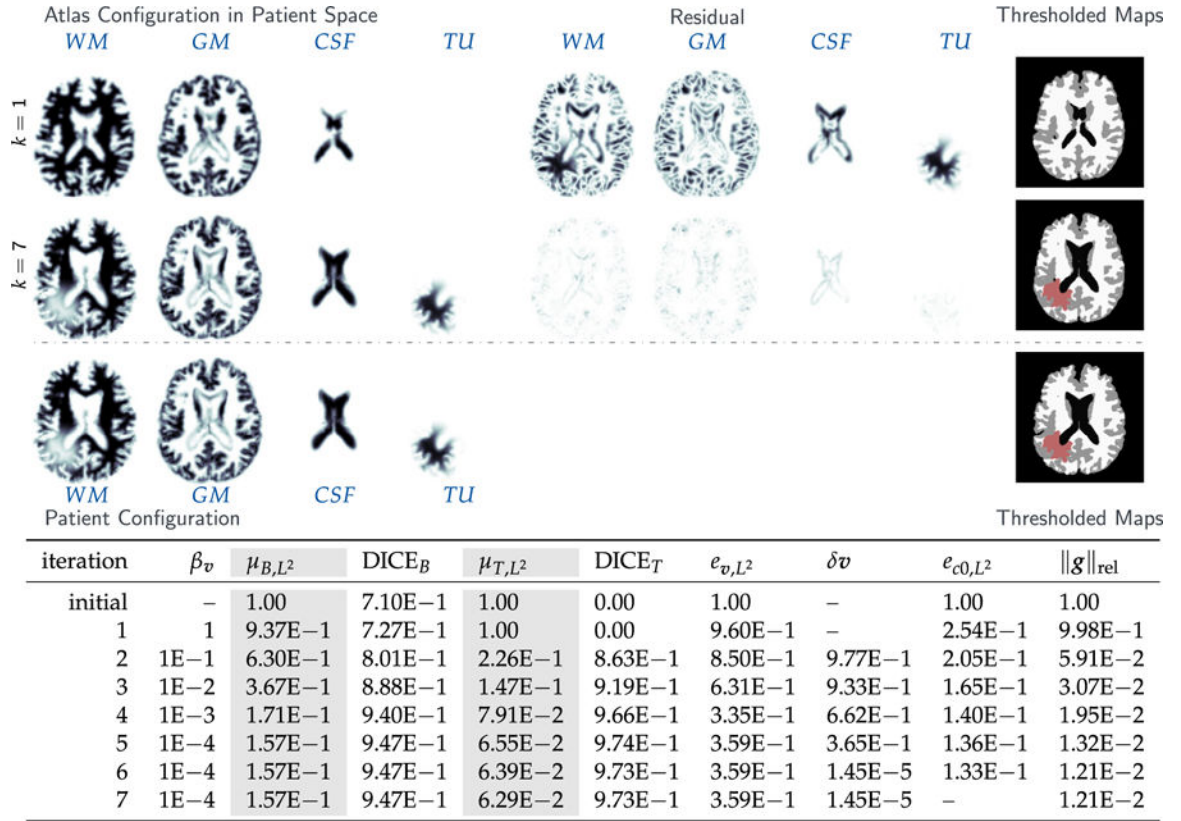 Atlas Configuration in Patient Space Residual Thresholded Maps
WM GM CSF TU WM GM CSF TU
k = 1
k = 7
WM GM CSF TU
Patient Configuration Thresholded Maps
iteration β_v μ_{B,L²} DICE_B μ_{T,L²} DICE_T e_{v,L²} δv e_{c0,L²} ‖g‖_rel
initial – 1.00 7.10E−1 1.00 0.00 1.00 – 1.00 1.00
1 1 9.37E−1 7.27E−1 1.00 0.00 9.60E−1 – 2.54E−1 9.98E−1
2 1E−1 6.30E−1 8.01E−1 2.26E−1 8.63E−1 8.50E−1 9.77E−1 2.05E−1 5.91E−2
3 1E−2 3.67E−1 8.88E−1 1.47E−1 9.19E−1 6.31E−1 9.33E−1 1.65E−1 3.07E−2
4 1E−3 1.71E−1 9.40E−1 7.91E−2 9.66E−1 3.35E−1 6.62E−1 1.40E−1 1.95E−2
5 1E−4 1.57E−1 9.47E−1 6.55E−2 9.74E−1 3.59E−1 3.65E−1 1.36E−1 1.32E−2
6 1E−4 1.57E−1 9.47E−1 6.39E−2 9.73E−1 3.59E−1 1.45E−5 1.33E−1 1.21E−2
7 1E−4 1.57E−1 9.47E−1 6.29E−2 9.73E−1 3.59E−1 1.45E−5 – 1.21E−2